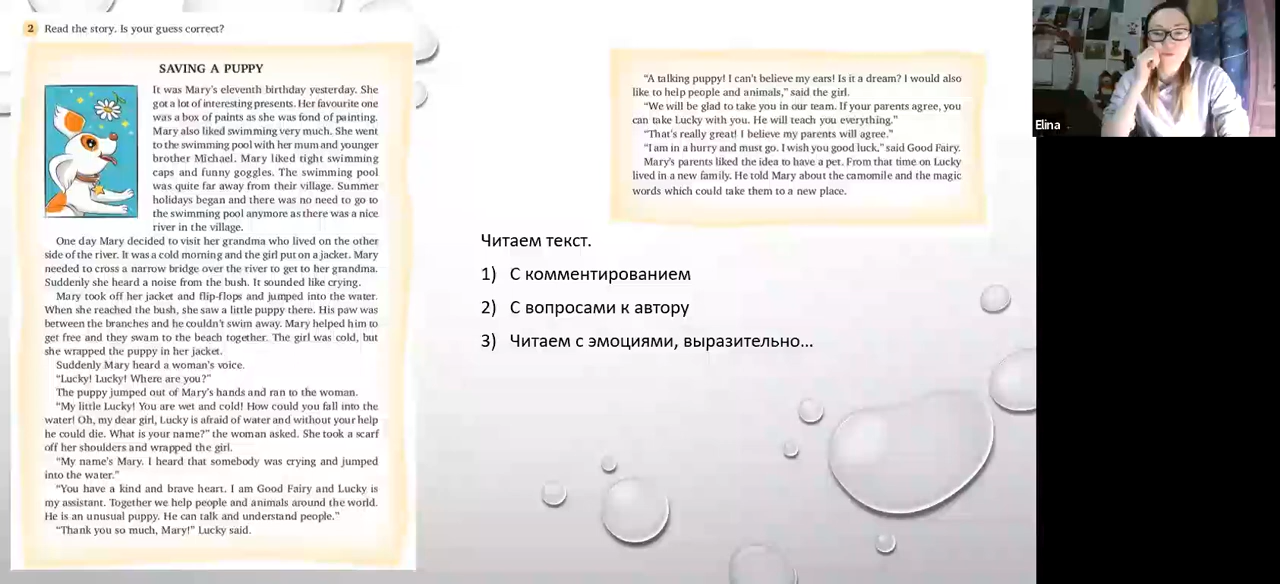 2 Read the story. Is your guess correct?
SAVING A PUPPY
It was Mary's eleventh birthday yesterday. She
got a lot of interesting presents. Her favourite one
was a box of paints as she was fond of painting.
Mary also liked swimming very much. She went
to the swimming pool with her mum and younger
brother Michael. Mary liked tight swimming
caps and funny goggles. The swimming pool
was quite far away from their village. Summer
holidays began and there was no need to go to
the swimming pool anymore as there was a nice
river in the village.
One day Mary decided to visit her grandma who lived on the other
side of the river. It was a cold morning and the girl put on a jacket. Mary
needed to cross a narrow bridge over the river to get to her grandma.
Suddenly she heard a noise from the bush. It sounded like crying.
Mary took off her jacket and flip-flops and jumped into the water.
When she reached the bush, she saw a little puppy there. His paw was
between the branches and he couldn't swim away. Mary helped him to
get free and they swam to the beach together. The girl was cold, but
she wrapped the puppy in her jacket.
Suddenly Mary heard a woman's voice.
"Lucky! Lucky! Where are you?"
The puppy jumped out of Mary's hands and ran to the woman.
"My little Lucky! You are wet and cold! How could you fall into the
water! Oh, my dear girl, Lucky is afraid of water and without your help
he could die. What is your name?" the woman asked. She took a scarf
off her shoulders and wrapped the girl.
"My name's Mary. I heard that somebody was crying and jumped
into the water."
"You have a kind and brave heart. I am Good Fairy and Lucky is
my assistant. Together we help people and animals around the world.
He is an unusual puppy. He can talk and understand people."
"Thank you so much, Mary!" Lucky said.
"A talking puppy! I can't believe my ears! Is it a dream? I would also
like to help people and animals," said the girl.
"We will be glad to take you in our team. If your parents agree, you
can take Lucky with you. He will teach you everything."
"That's really great! I believe my parents will agree."
"I am in a hurry and must go. I wish you good luck," said Good Fairy.
Mary's parents liked the idea to have a pet. From that time on Lucky
lived in a new family. He told Mary about the camomile and the magic
words which could take them to a new place.
Читаем текст.
1) С комментированием
2) С вопросами к автору
3) Читаем с эмоциями, выразительно...
Elina